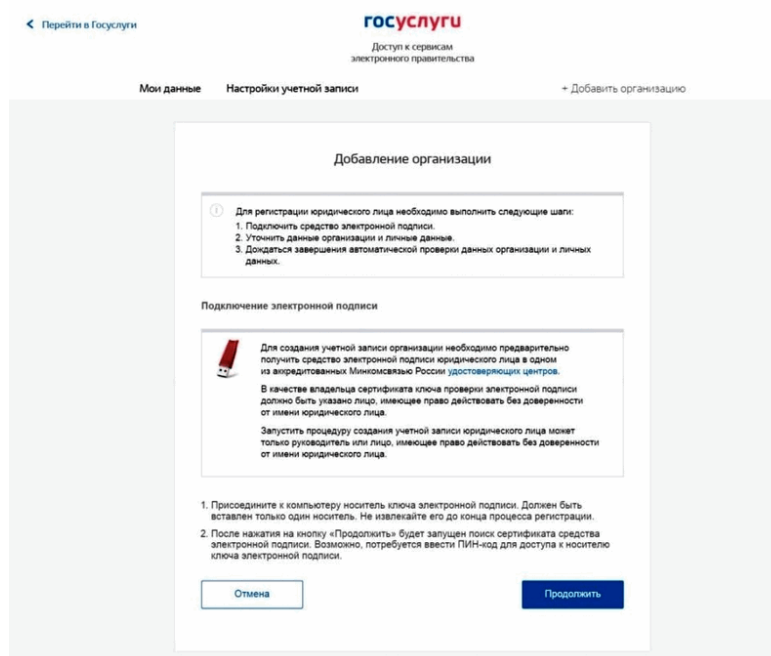 Перейти в Госуслуги
госуслуги
Доступ к сервисам
электронного правительства
Мои данные
Настройки учетной записи
+ Добавить организацию
Добавление организации
Для регистрации юридического лица необходимо выполнить следующие шаги:
1. Подключить средство электронной подписи.
2. Уточнить данные организации и личные данные.
3. Дождаться завершения автоматической проверки данных организации и личных
данных.
Подключение электронной подписи
Для создания учетной записи организации необходимо предварительно
получить средство электронной подписи юридического лица в одном
из аккредитованных Минкомсвязью России удостоверяющих центров.
В качестве владельца сертификата ключа проверки электронной подписи
должно быть указано лицо, имеющее право действовать без доверенности
от имени юридического лица.
Запустить процедуру создания учетной записи юридического лица может
только руководитель или лицо, имеющее право действовать без доверенности
от имени юридического лица.
1. Присоедините к компьютеру носитель ключа электронной подписи. Должен быть
вставлен только один носитель. Не извлекайте его до конца процесса регистрации.
2. После нажатия на кнопку «Продолжить» будет запущен поиск сертификата средства
электронной подписи. Возможно, потребуется ввести ПИН-код для доступа к носителю
ключа электронной подписи.
Отмена
Продолжить